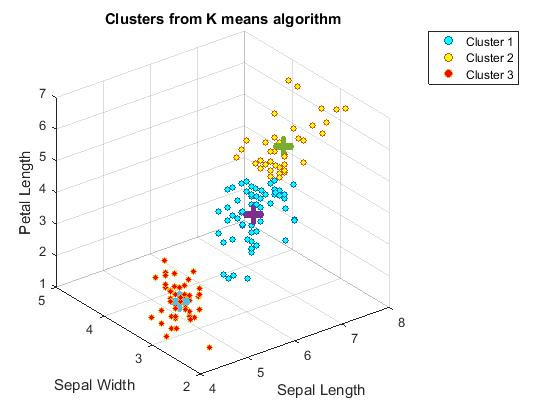 Clusters from K means algorithm
Cluster 1
Cluster 2
Cluster 3
7
6
5
4
3
2
1
Petal Length
5
4
3
2
Sepal Width
4
5
6
7
8
Sepal Length